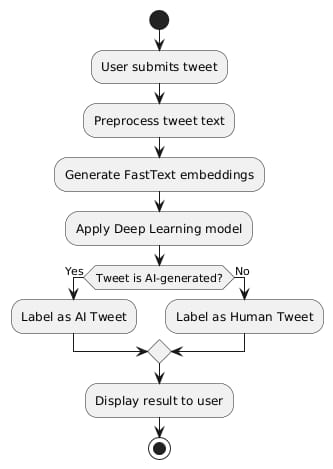 User submits tweet
Preprocess tweet text
Generate FastText embeddings
Apply Deep Learning model
Tweet is AI-generated?
Yes
No
Label as AI Tweet
Label as Human Tweet
Display result to user